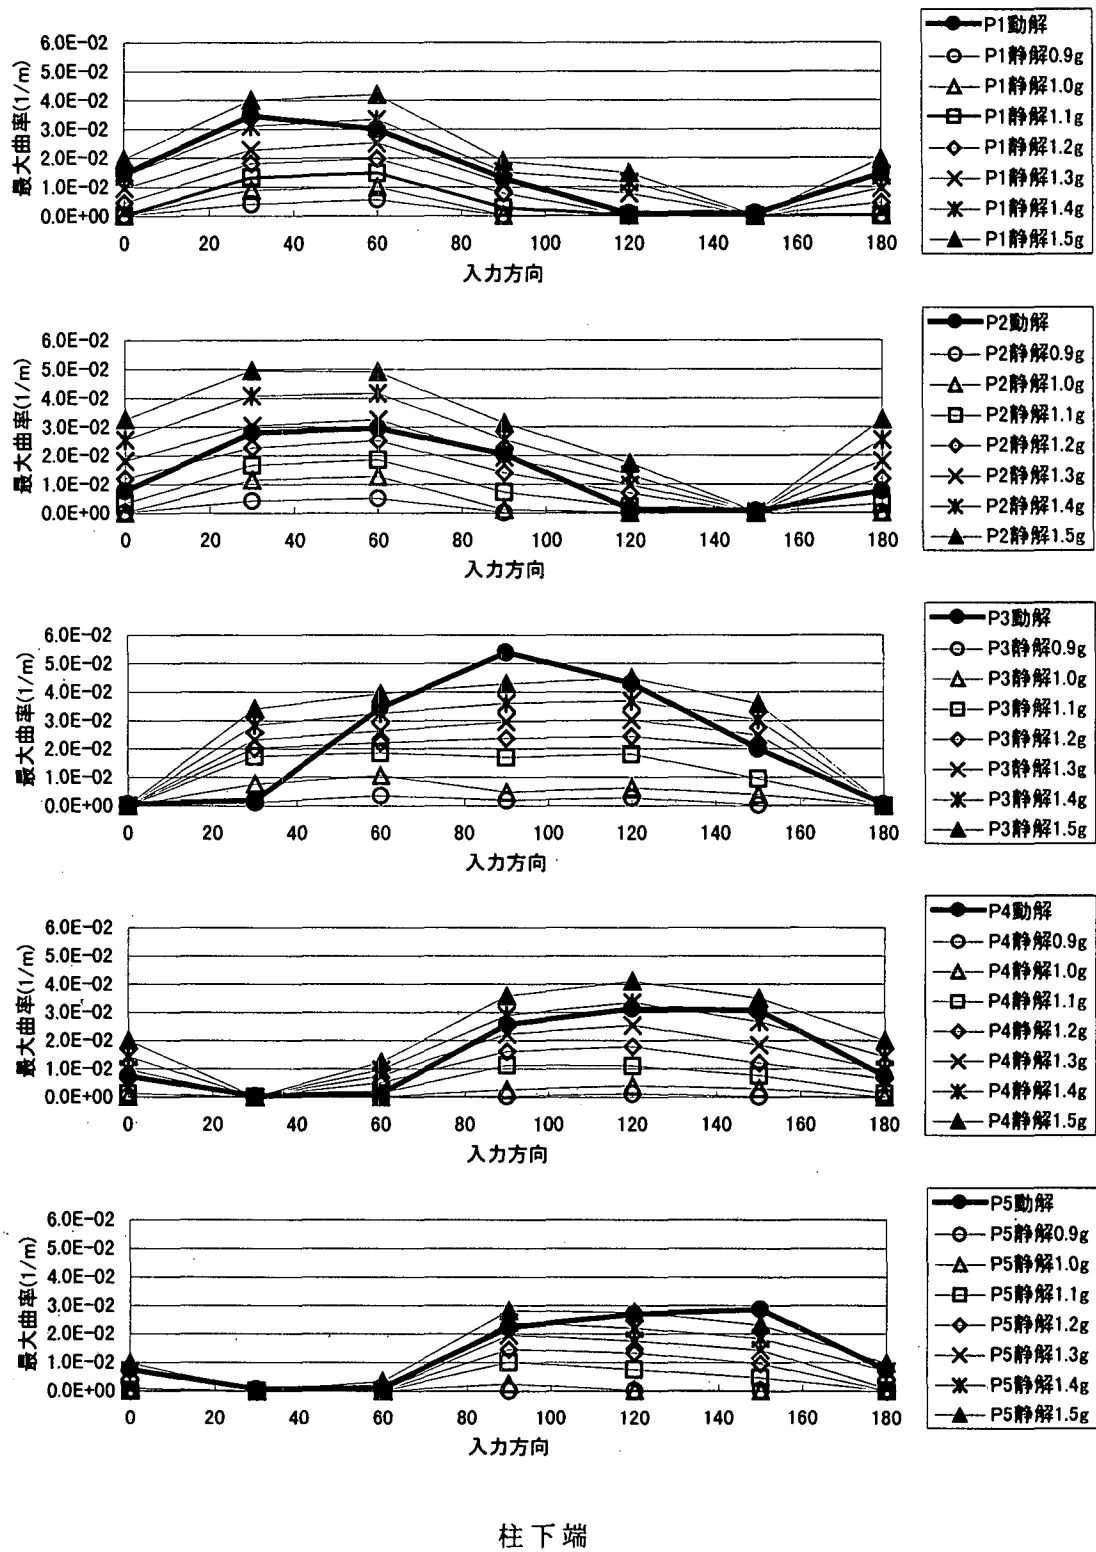 最大曲率(1/m)
6.0E-02
5.0E-02
4.0E-02
3.0E-02
2.0E-02
1.0E-02
0.0E+00
0 20 40 60 80 100 120 140 160 180
入力方向
P1動解
P1静解0.9g
P1静解1.0g
P1静解1.1g
P1静解1.2g
P1静解1.3g
P1静解1.4g
P1静解1.5g
最大曲率(1/m)
6.0E-02
5.0E-02
4.0E-02
3.0E-02
2.0E-02
1.0E-02
0.0E+00
0 20 40 60 80 100 120 140 160 180
入力方向
P2動解
P2静解0.9g
P2静解1.0g
P2静解1.1g
P2静解1.2g
P2静解1.3g
P2静解1.4g
P2静解1.5g
最大曲率(1/m)
6.0E-02
5.0E-02
4.0E-02
3.0E-02
2.0E-02
1.0E-02
0.0E+00
0 20 40 60 80 100 120 140 160 180
入力方向
P3動解
P3静解0.9g
P3静解1.0g
P3静解1.1g
P3静解1.2g
P3静解1.3g
P3静解1.4g
P3静解1.5g
最大曲率(1/m)
6.0E-02
5.0E-02
4.0E-02
3.0E-02
2.0E-02
1.0E-02
0.0E+00
0 20 40 60 80 100 120 140 160 180
入力方向
P4動解
P4静解0.9g
P4静解1.0g
P4静解1.1g
P4静解1.2g
P4静解1.3g
P4静解1.4g
P4静解1.5g
最大曲率(1/m)
6.0E-02
5.0E-02
4.0E-02
3.0E-02
2.0E-02
1.0E-02
0.0E+00
0 20 40 60 80 100 120 140 160 180
入力方向
P5動解
P5静解0.9g
P5静解1.0g
P5静解1.1g
P5静解1.2g
P5静解1.3g
P5静解1.4g
P5静解1.5g
柱下端